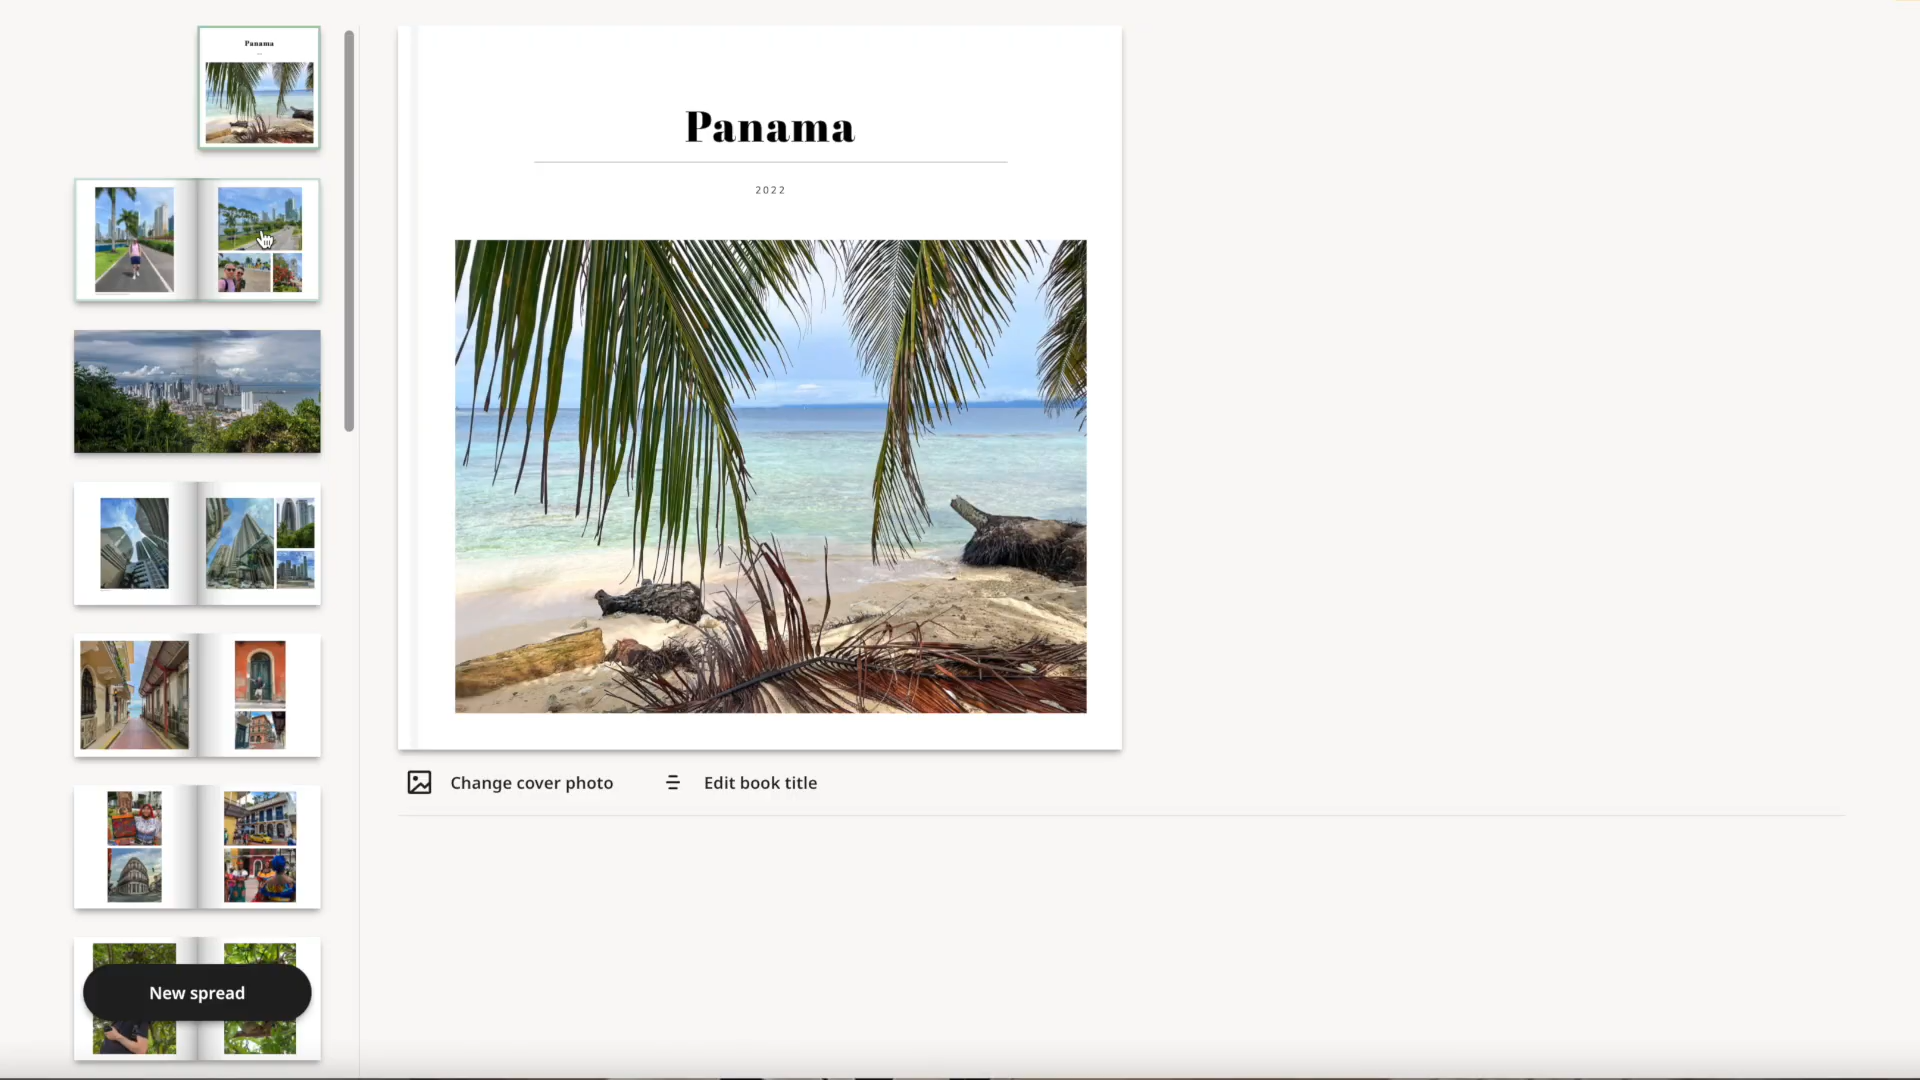 Panama
Panama
2022
Change cover photo
Edit book title
New spread